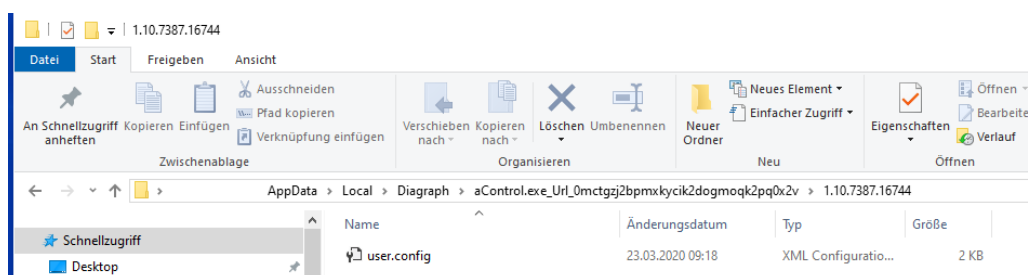 1.10.7387.16744
Datei Start Freigeben Ansicht
An Schnellzugriff anheften
Kopieren
Einfügen
Ausschneiden
Pfad kopieren
Verknüpfung einfügen
Zwischenablage
Verschieben nach
Kopieren nach
Löschen
Umbenennen
Organisieren
Neuer Ordner
Neues Element
Einfacher Zugriff
Neu
Eigenschaften
Öffnen
Bearbeite
Verlauf
Öffnen
AppData > Local > Diagraph > aControl.exe_Url_0mctgzj2bpmxkycik2dogmoqk2pq0x2v > 1.10.7387.16744
Schnellzugriff
Desktop
Name Änderungsdatum Typ Größe
user.config 23.03.2020 09:18 XML Configuratio... 2 KB